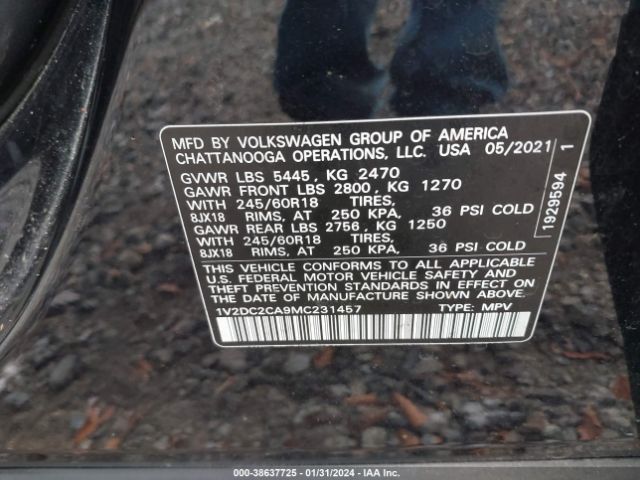 MFD BY VOLKSWAGEN GROUP OF AMERICA
CHATTANOOGA OPERATIONS, LLC. USA 05/2021
GVWR LBS 5445, KG 2470
GAWR FRONT LBS 2800, KG 1270
WITH 245/60R18 TIRES,
8JX18 RIMS, AT 250 KPA, 36 PSI COLD
GAWR REAR LBS 2756, KG 1250
WITH 245/60R18 TIRES,
8JX18 RIMS, AT 250 KPA, 36 PSI COLD
THIS VEHICLE CONFORMS TO ALL APPLICABLE
U.S. FEDERAL MOTOR VEHICLE SAFETY AND
THEFT PREVENTION STANDARDS IN EFFECT ON THE
DATE OF MANUFACTURE SHOWN ABOVE.
1V2DC2CA9MC231457 TYPE: MPV
1929594 1
000-38637725 - 01/31/2024 - IAA Inc.